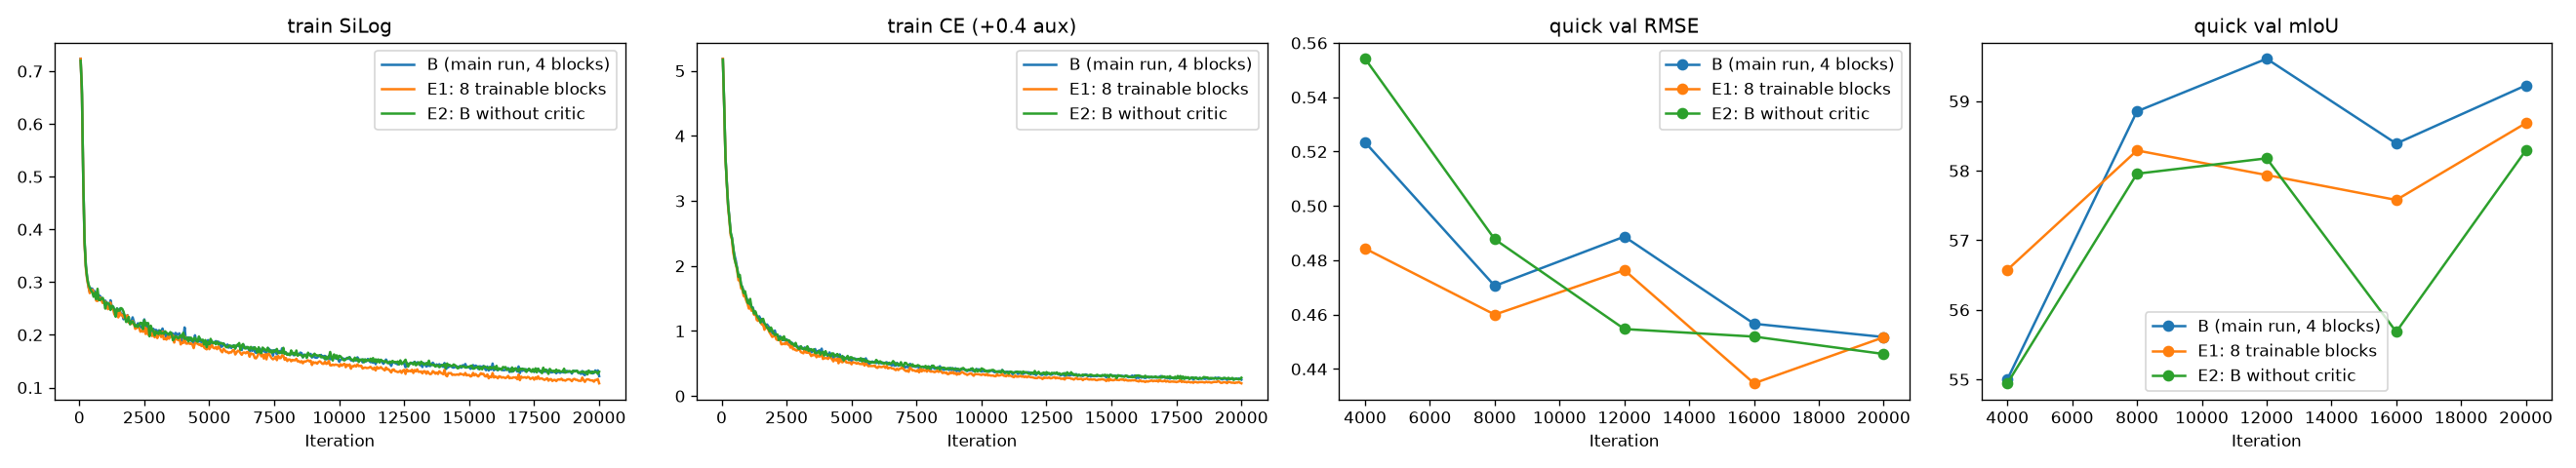 train SiLog
B (main run, 4 blocks)
E1: 8 trainable blocks
E2: B without critic
0.7
0.6
0.5
0.4
0.3
0.2
0.1
0 2500 5000 7500 10000 12500 15000 17500 20000
Iteration
train CE (+0.4 aux)
B (main run, 4 blocks)
E1: 8 trainable blocks
E2: B without critic
5
4
3
2
1
0
0 2500 5000 7500 10000 12500 15000 17500 20000
Iteration
quick val RMSE
B (main run, 4 blocks)
E1: 8 trainable blocks
E2: B without critic
0.56
0.54
0.52
0.50
0.48
0.46
0.44
4000 6000 8000 10000 12000 14000 16000 18000 20000
Iteration
quick val mIoU
59
58
57
56
55
B (main run, 4 blocks)
E1: 8 trainable blocks
E2: B without critic
4000 6000 8000 10000 12000 14000 16000 18000 20000
Iteration